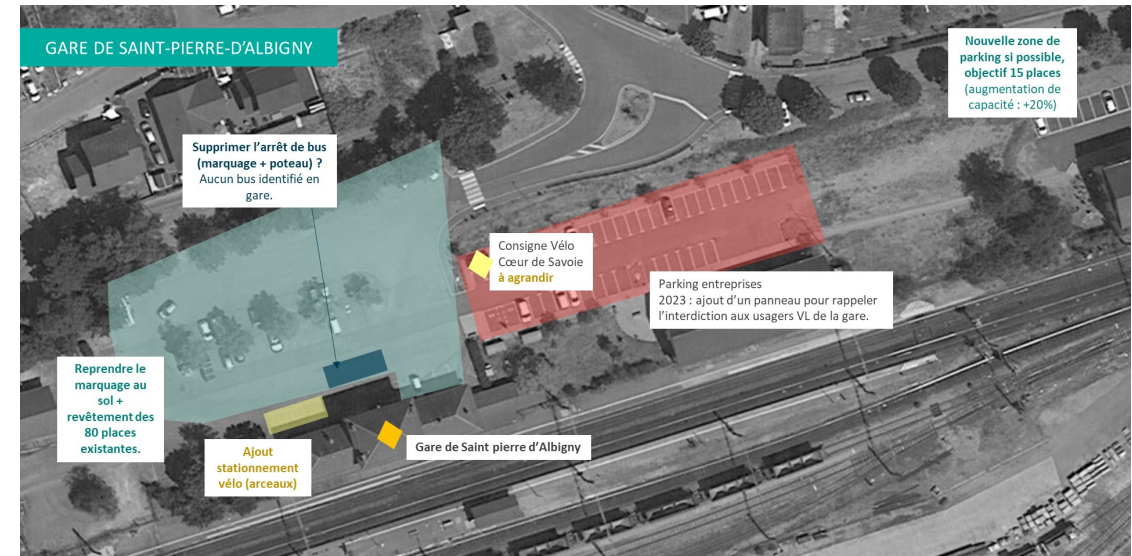 GARE DE SAINT-PIERRE-D'ALBIGNY
Nouvelle zone de
parking si possible,
objectif 15 places
(augmentation de
capacité : +20%)
Supprimer l'arrêt de bus
(marquage + poteau) ?
Aucun bus identifié en
gare.
Consigne Vélo
Cœur de Savoie
à agrandir
Parking entreprises
2023 : ajout d'un panneau pour rappeler
l'interdiction aux usagers VL de la gare.
Reprendre le
marquage au
sol +
revêtement des
80 places
existantes.
Ajout
stationnement
vélo (arceaux)
Gare de Saint pierre d'Albigny